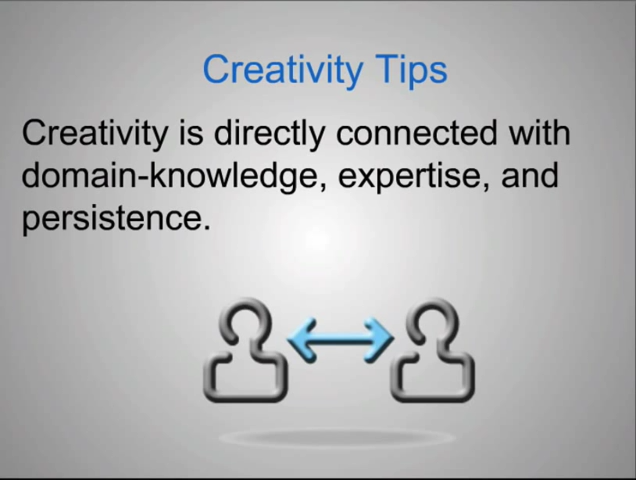 Creativity Tips
Creativity is directly connected with
domain-knowledge, expertise, and
persistence.